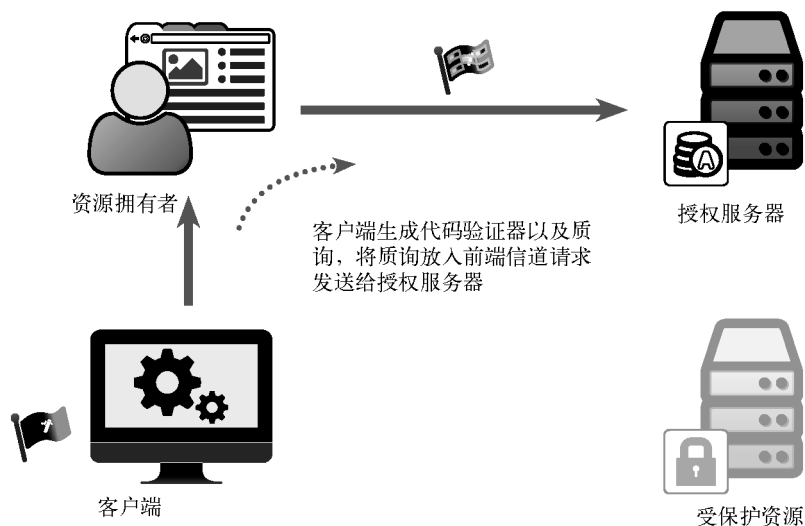 资源拥有者
授权服务器
客户端生成代码验证器以及质
询，将质询放入前端信道请求
发送给授权服务器
客户端
受保护资源